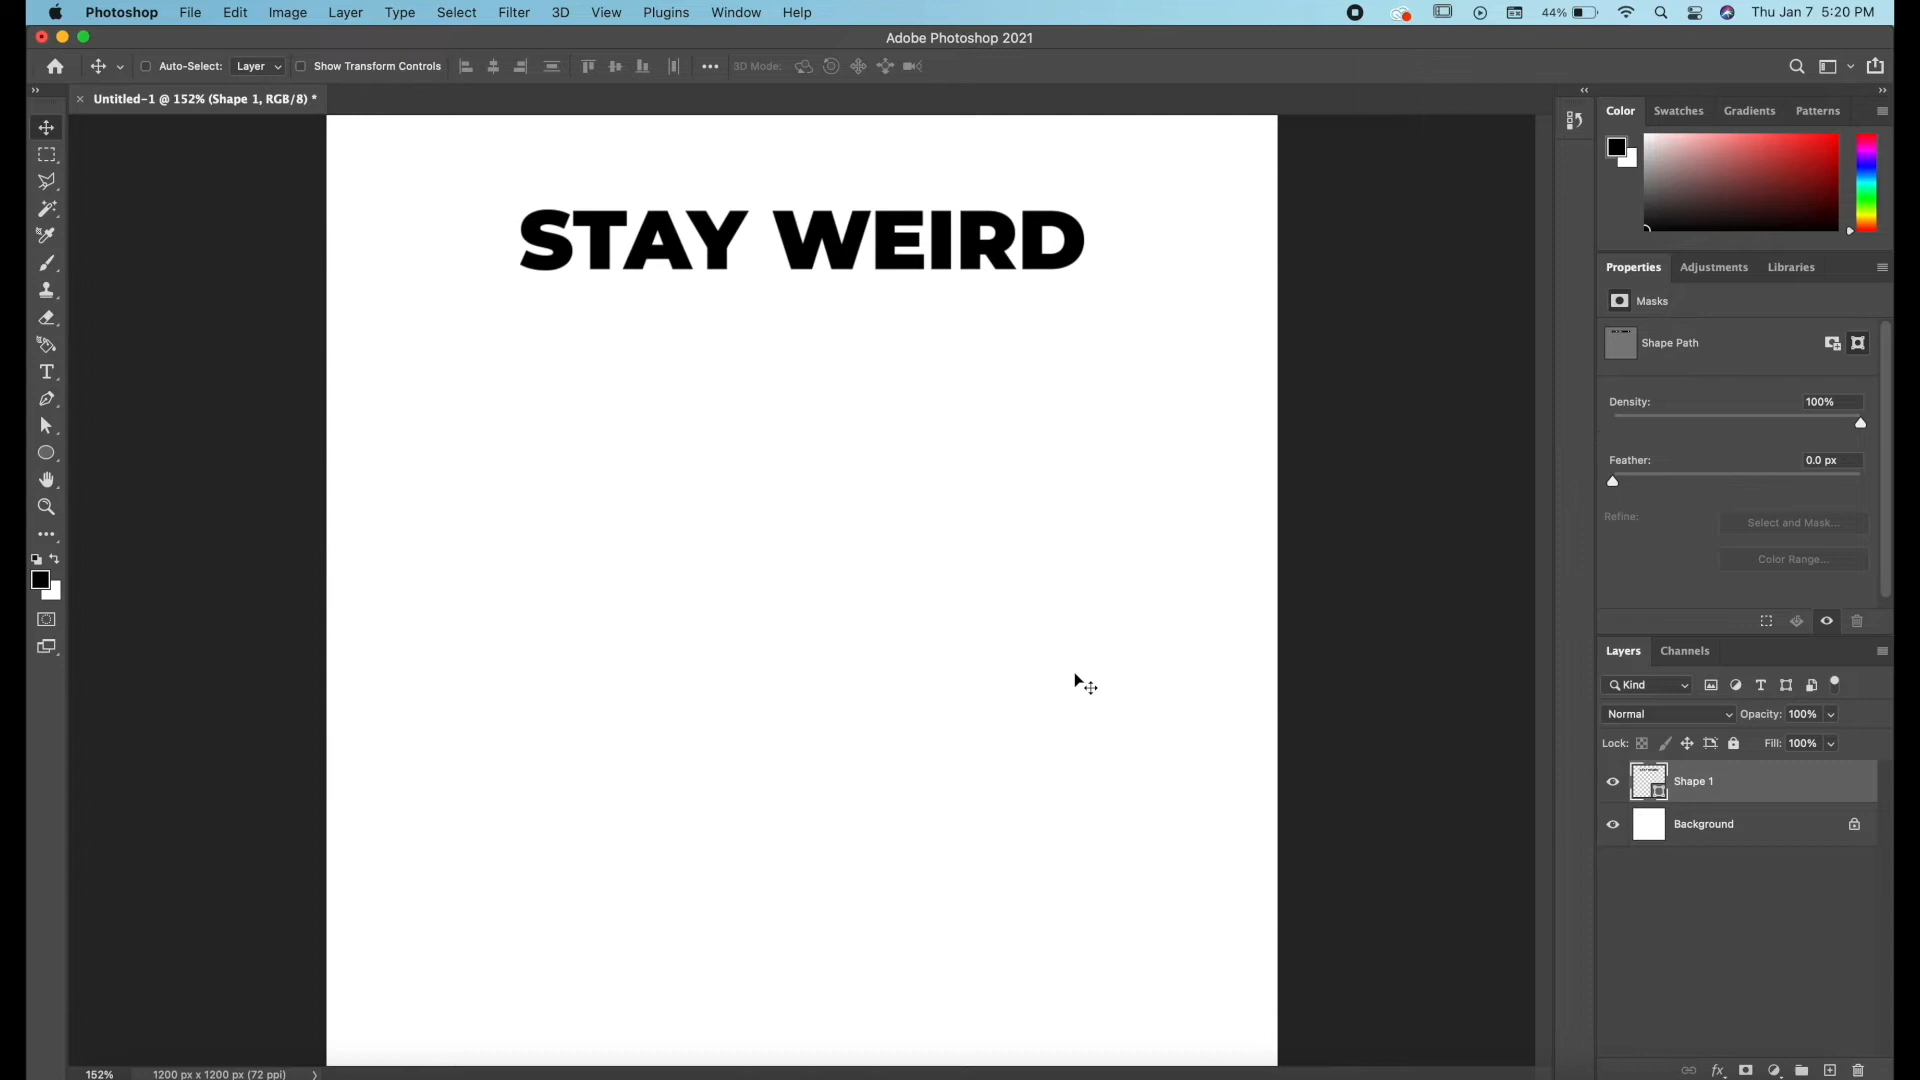 Photoshop File Edit Image Layer Type Select Filter 3D View Plugins Window Help 44% Thu Jan 7 5:20 PM
Adobe Photoshop 2021
Auto-Select: Layer Show Transform Controls 3D Mode:
Untitled-1 @ 152% (Shape 1, RGB/8) *
Color Swatches Gradients Patterns
STAY WEIRD
Properties Adjustments Libraries
Masks
Shape Path
Density: 100%
Feather: 0.0 px
Refine: Select and Mask...
Color Range...
Layers Channels
Kind
Normal Opacity: 100%
Lock: Fill: 100%
Shape 1
Background
152% 1200 px x 1200 px (72 ppi)